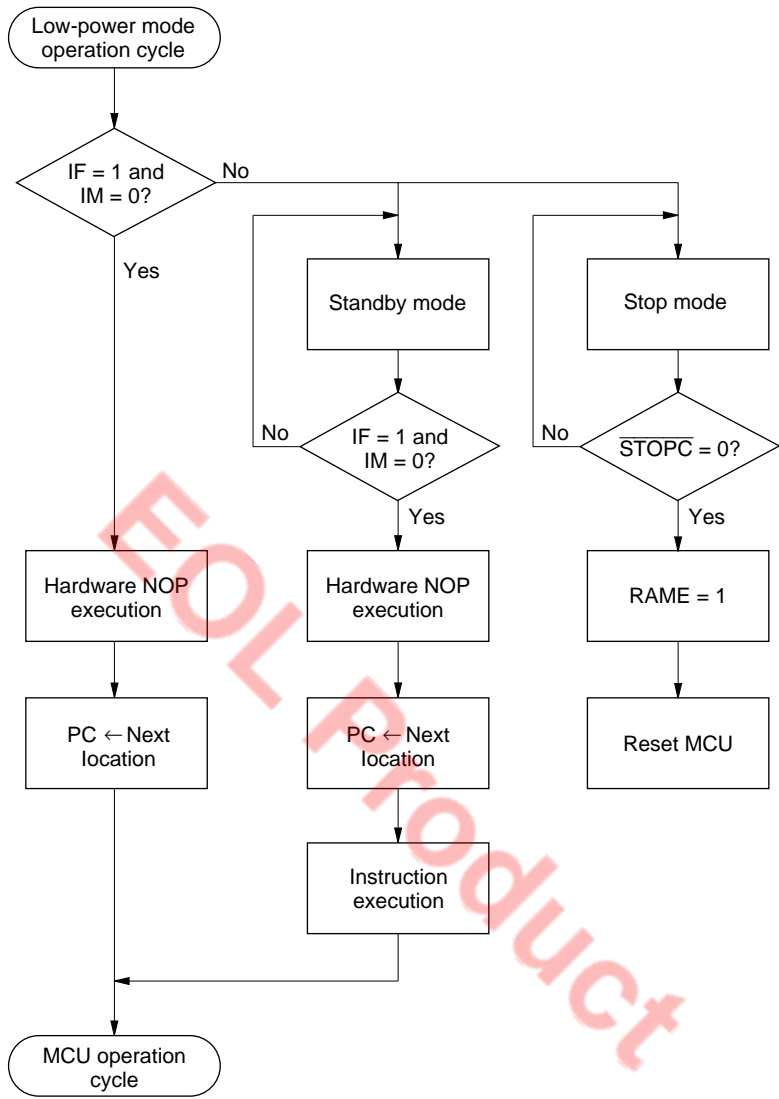 Low-power mode
operation cycle
IF = 1 and
IM = 0?
No
Yes
Standby mode
Stop mode
No
IF = 1 and
IM = 0?
Yes
No
STOPC = 0?
Yes
Hardware NOP
execution
Hardware NOP
execution
RAME = 1
PC ← Next
location
PC ← Next
location
Reset MCU
Instruction
execution
MCU operation
cycle
EOL Product